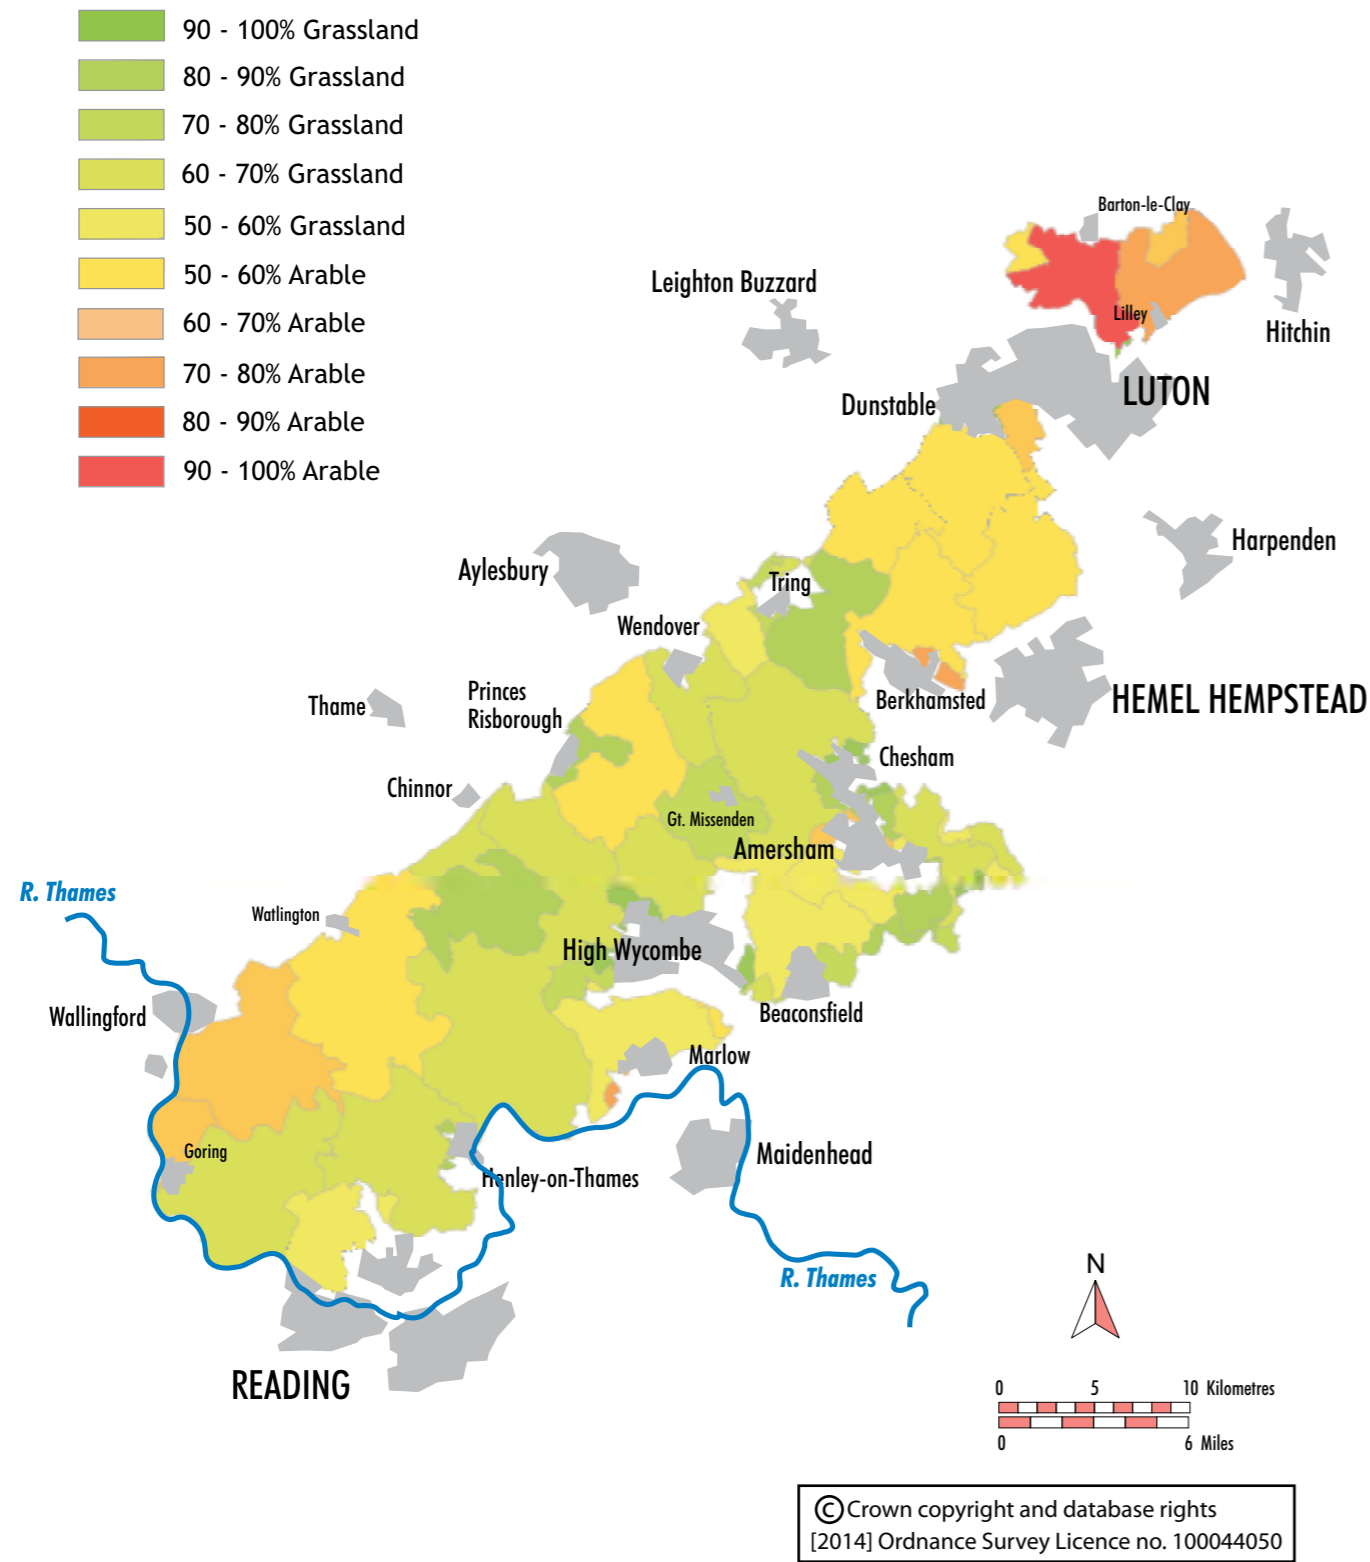 90 - 100% Grassland
80 - 90% Grassland
70 - 80% Grassland
60 - 70% Grassland
50 - 60% Grassland
50 - 60% Arable
60 - 70% Arable
70 - 80% Arable
80 - 90% Arable
90 - 100% Arable
Barton-le-Clay
Leighton Buzzard
Lilley
Hitchin
LUTON
Dunstable
Harpenden
Aylesbury
Tring
Wendover
Princes
Risborough
Thame
Berkhamsted
HEMEL HEMPSTEAD
Chesham
Chinnor
Gt. Missenden
Amersham
R. Thames
Watlington
High Wycombe
Wallingford
Beaconsfield
Marlow
Goring
Maidenhead
Henley-on-Thames
R. Thames
N
READING
0 5 10 Kilometres
0 6 Miles
© Crown copyright and database rights
[2014] Ordnance Survey Licence no. 100044050